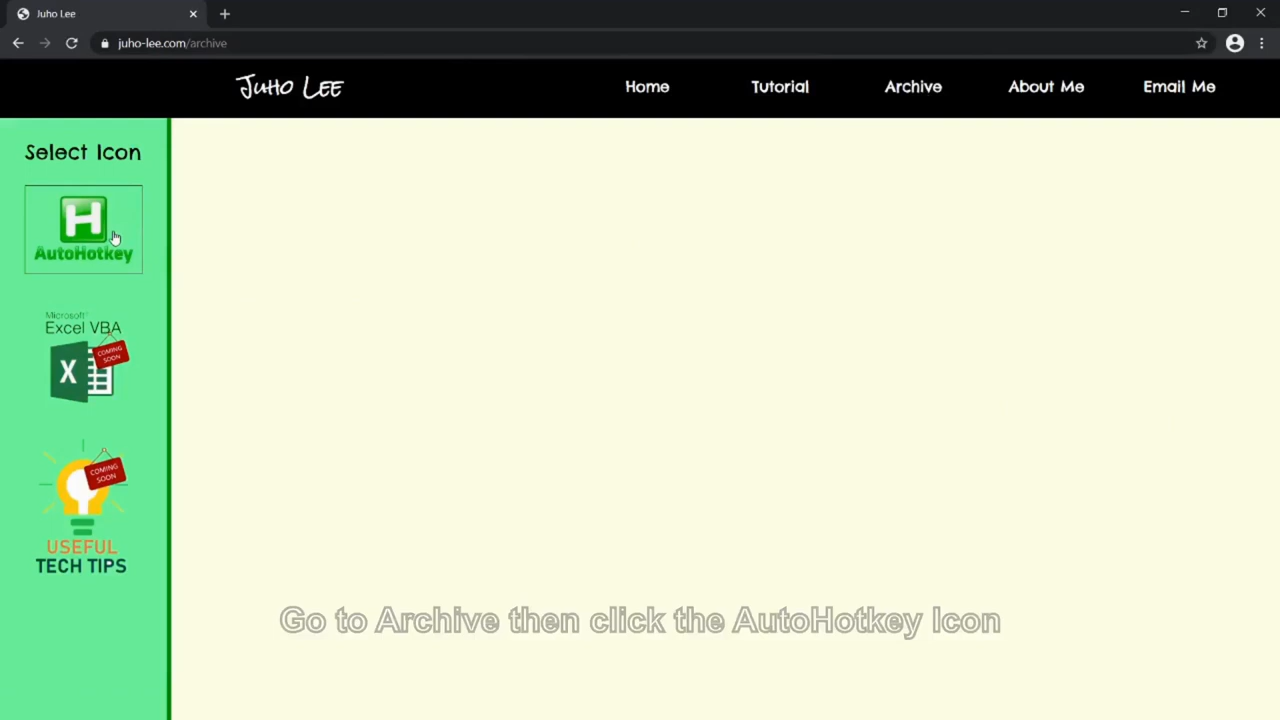 Juho Lee
juho-lee.com/archive
Juho Lee
Home
Tutorial
Archive
About Me
Email Me
Select Icon
H
AutoHotkey
Microsoft
Excel VBA
COMING
SOON
X
COMING
SOON
USEFUL
TECH TIPS
Go to Archive then click the AutoHotkey Icon